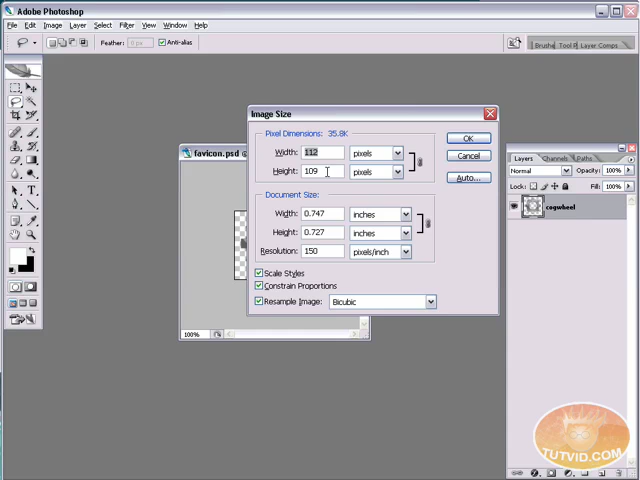 Adobe Photoshop
File Edit Image Layer Select Filter View Window Help
Feather: 0 px Anti-alias
Brushe Tool P Layer Comps
Image Size
Pixel Dimensions: 35.8K
Width: 112 pixels
Height: 109 pixels
OK
Cancel
Auto...
Document Size:
Width: 0.747 inches
Height: 0.727 inches
Resolution: 150 pixels/inch
Scale Styles
Constrain Proportions
Resample Image: Bicubic
favicon.psd @
100%
Layers Channels Paths
Normal Opacity: 100%
Lock: Fill: 100%
cogwheel
TUTVID.COM